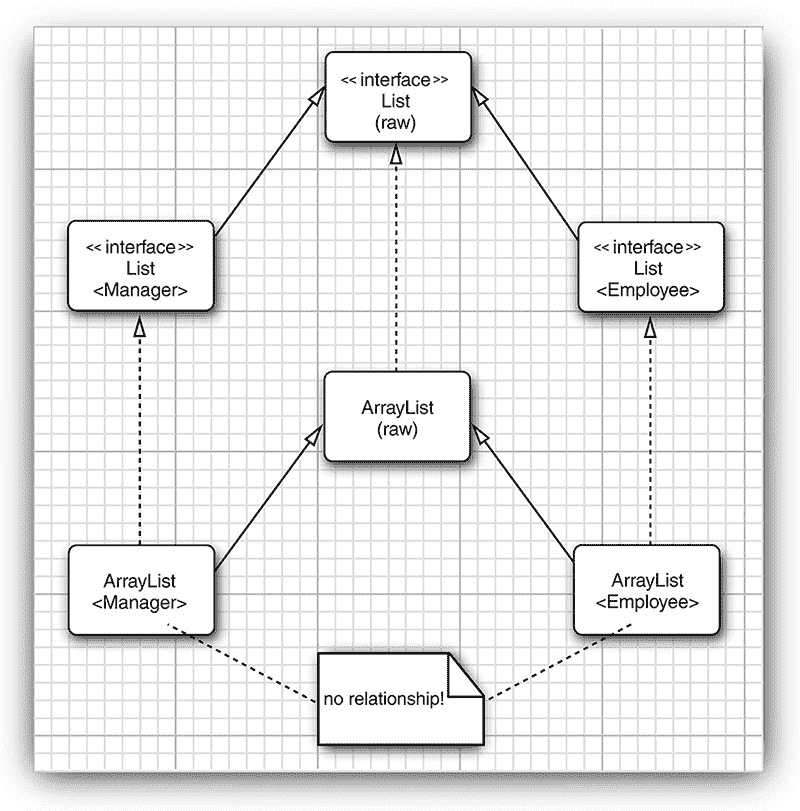 << interface >>
List
(raw)
<< interface >>
List
<Manager>
<< interface >>
List
<Employee>
ArrayList
(raw)
ArrayList
<Manager>
ArrayList
<Employee>
no relationship!